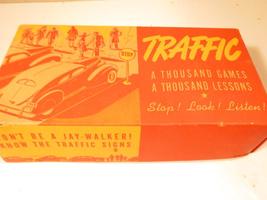 TRAFFIC
STOP
A THOUSAND GAMES
A THOUSAND LESSONS
Stop! Look! Listen!
DON'T BE A JAY-WALKER!
KNOW THE TRAFFIC SIGNS